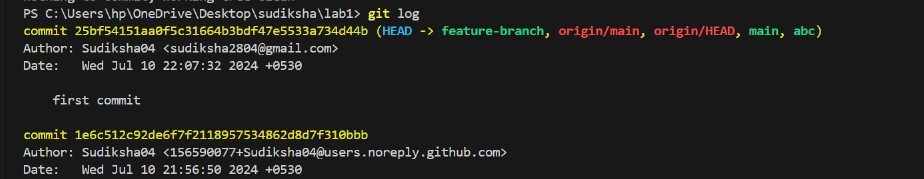 PS C:\Users\hp\OneDrive\Desktop\sudiksha\lab1> git log
commit 25bf54151aa0f5c31664b3bdf47e5533a734d44b (HEAD -> feature-branch, origin/main, origin/HEAD, main, abc)
Author: Sudiksha04 <sudiksha2804@gmail.com>
Date:   Wed Jul 10 22:07:32 2024 +0530
    first commit
commit 1e6c512c92de6f7f2118957534862d8d7f310bbb
Author: Sudiksha04 <156590077+Sudiksha04@users.noreply.github.com>
Date:   Wed Jul 10 21:56:50 2024 +0530